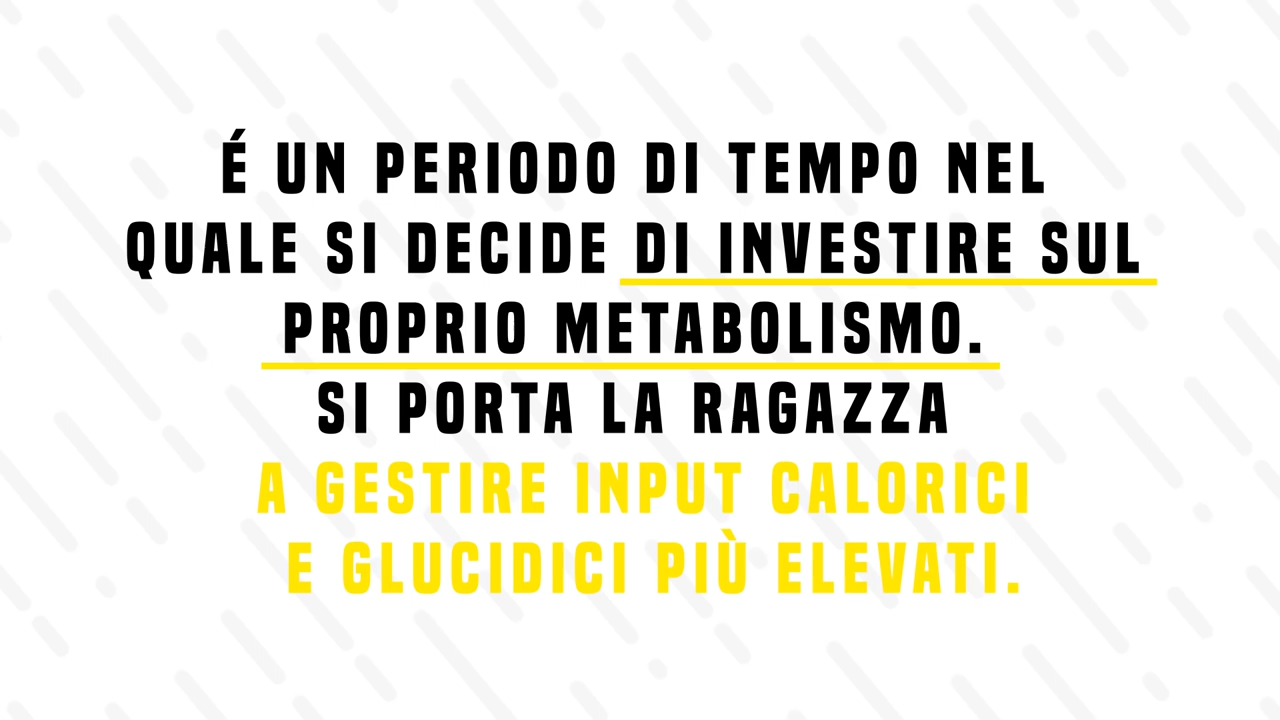 É UN PERIODO DI TEMPO NEL
QUALE SI DECIDE DI INVESTIRE SUL
PROPRIO METABOLISMO.
SI PORTA LA RAGAZZA
A GESTIRE INPUT CALORICI
E GLUCIDICI PIÙ ELEVATI.